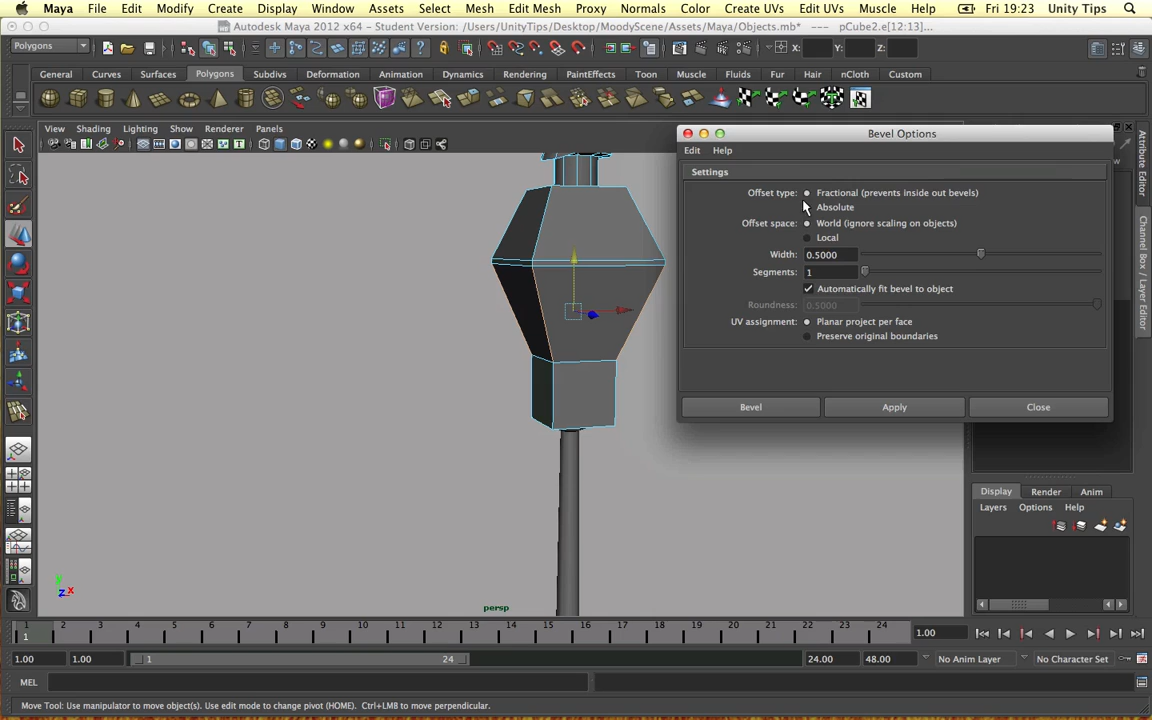 Maya File Edit Modify Create Display Window Assets Select Mesh Edit Mesh Proxy Normals Color Create UVs Edit UVs Muscle Help Fri 19:23 Unity Tips
Autodesk Maya 2012 x64 - Student Version: /Users/UnityTips/Desktop/MoodyScene/Assets/Maya/Objects.mb* --- pCube2.e[12:13]...
Polygons X: Y: Z:
General Curves Surfaces Polygons Subdivs Deformation Animation Dynamics Rendering PaintEffects Toon Muscle Fluids Fur Hair nCloth Custom
View Shading Lighting Show Renderer Panels
Bevel Options
Edit Help
Settings
Offset type: Fractional (prevents inside out bevels)
Absolute
Offset space: World (ignore scaling on objects)
Local
Width: 0.5000
Segments: 1
Automatically fit bevel to object
Roundness: 0.5000
UV assignment: Planar project per face
Preserve original boundaries
Bevel Apply Close
Attribute Editor
Channel Box / Layer Editor
Display Render Anim
Layers Options Help
y
z x
persp
1 2 3 4 5 6 7 8 9 10 11 12 13 14 15 16 17 18 19 20 21 22 23 24
1 1.00
1.00 1.00 1 24 24.00 48.00 No Anim Layer No Character Set
MEL
Move Tool: Use manipulator to move object(s). Use edit mode to change pivot (HOME). Ctrl+LMB to move perpendicular.